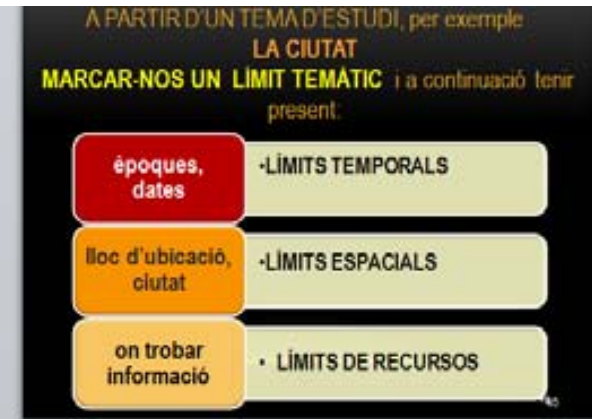 A PARTIR D'UN TEMA D'ESTUDI, per exemple
LA CIUTAT
MARCAR-NOS UN LÍMIT TEMÀTIC i a continuació tenir
present:
èpoques,
dates
•LÍMITS TEMPORALS
lloc d'ubicació,
ciutat
•LÍMITS ESPACIALS
on trobar
informació
• LÍMITS DE RECURSOS